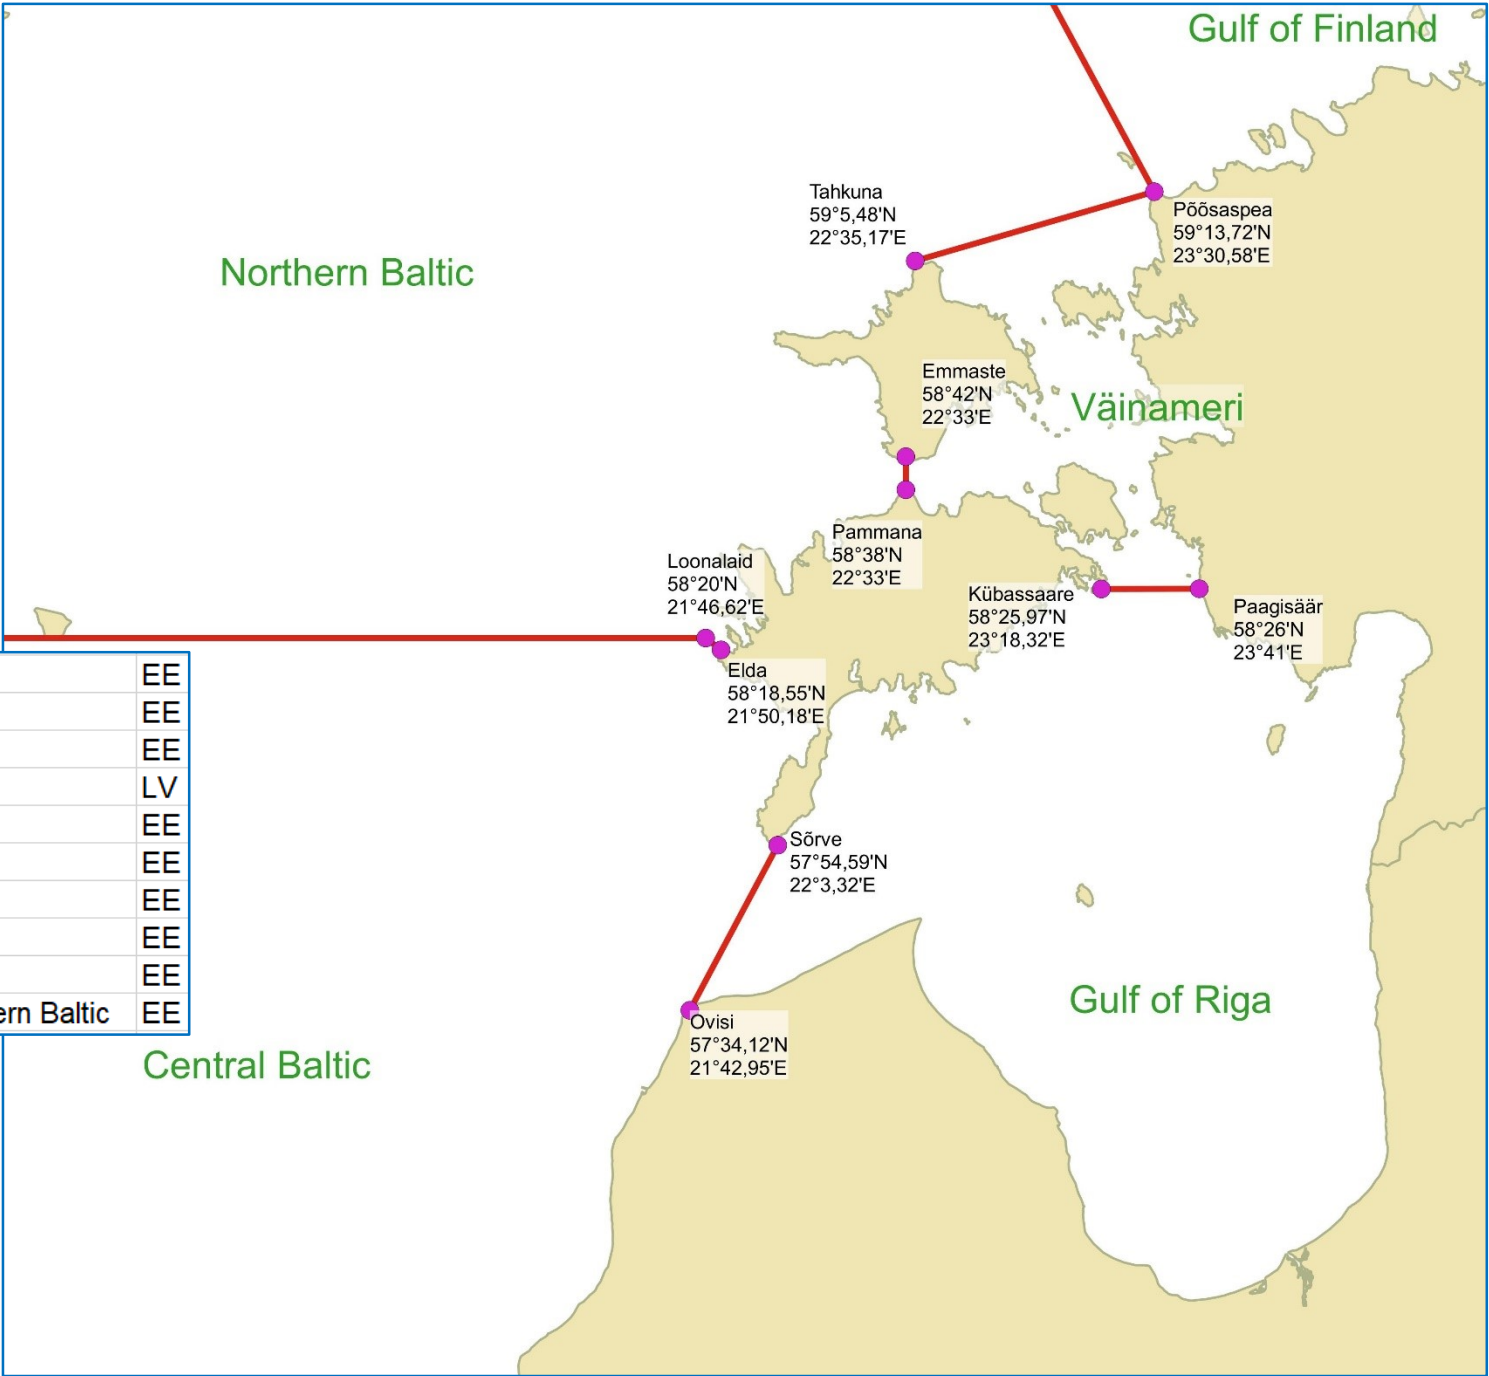 Gulf of Finland
Tahkuna
59°5,48'N
22°35,17'E
Põõsaspea
59°13,72'N
23°30,58'E
Northern Baltic
Emmaste
58°42'N
22°33'E
Väinameri
Pammana
58°38'N
22°33'E
Loonalaid
58°20'N
21°46,62'E
Kübassaare
58°25,97'N
23°18,32'E
Paagisäär
58°26'N
23°41'E
Elda
58°18,55'N
21°50,18'E
EE
EE
EE
LV
EE
EE
EE
EE
EE
ern Baltic EE
Sõrve
57°54,59'N
22°3,32'E
Gulf of Riga
Ovisi
57°34,12'N
21°42,95'E
Central Baltic